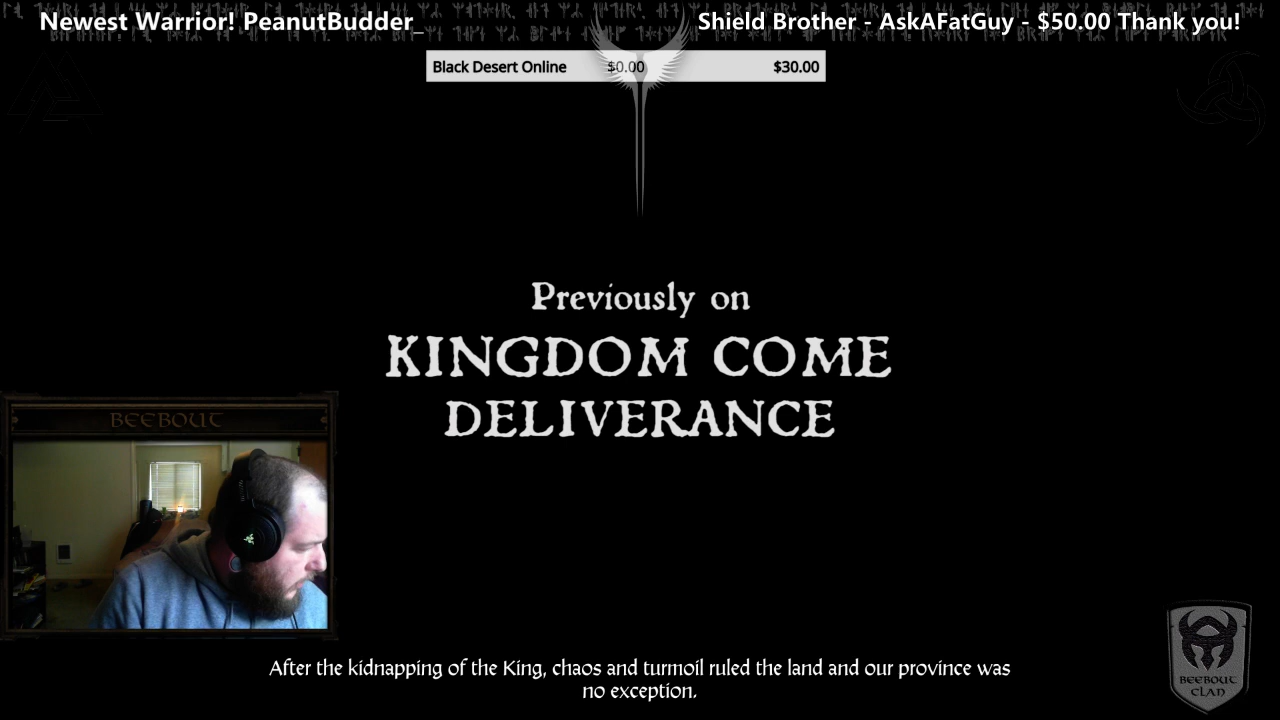 Newest Warrior! PeanutBudder_
Shield Brother - AskAFatGuy - $50.00 Thank you!
Black Desert Online $0.00 $30.00
Previously on
KINGDOM COME
DELIVERANCE
BEEBOUT
After the kidnapping of the King, chaos and turmoil ruled the land and our province was
no exception.
BEEBOUT
CLAN